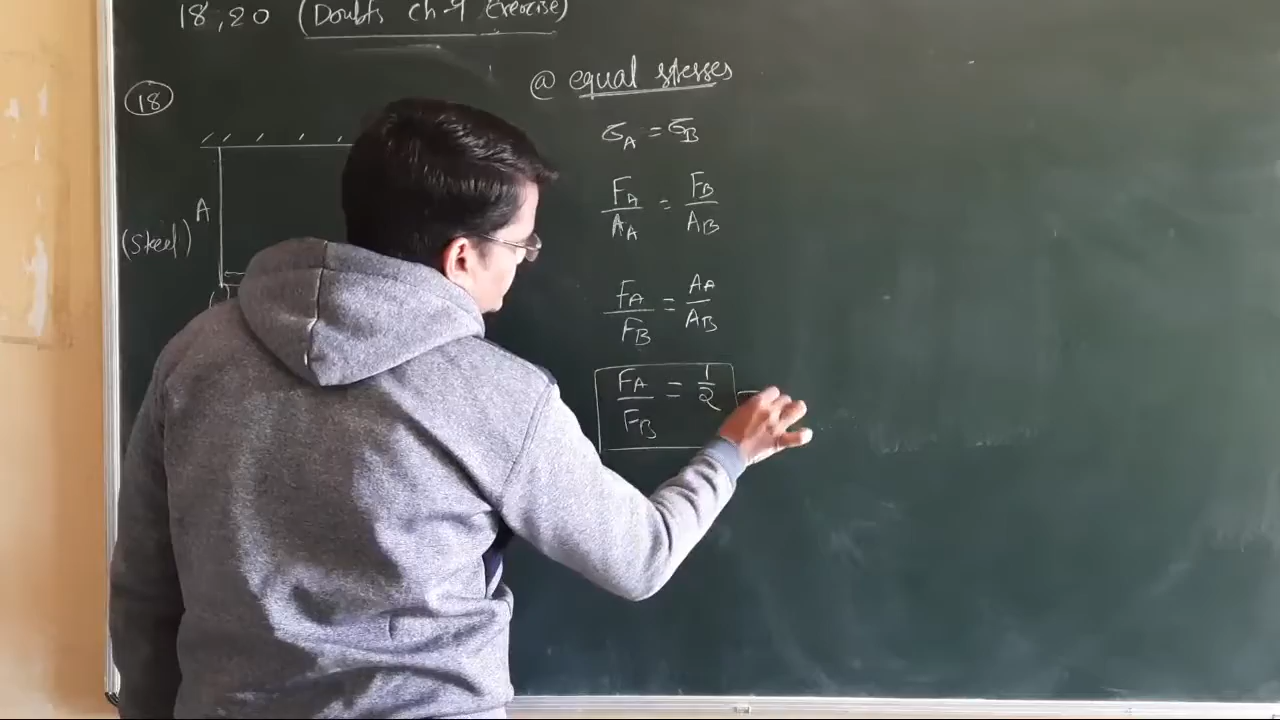 18, 20 (Doubts ch-9 Exercise)
(18)
A
(Steel)
@ equal stresses
σA = σB
FA/AA = FB/AB
FA/FB = AA/AB
FA/FB = 1/2